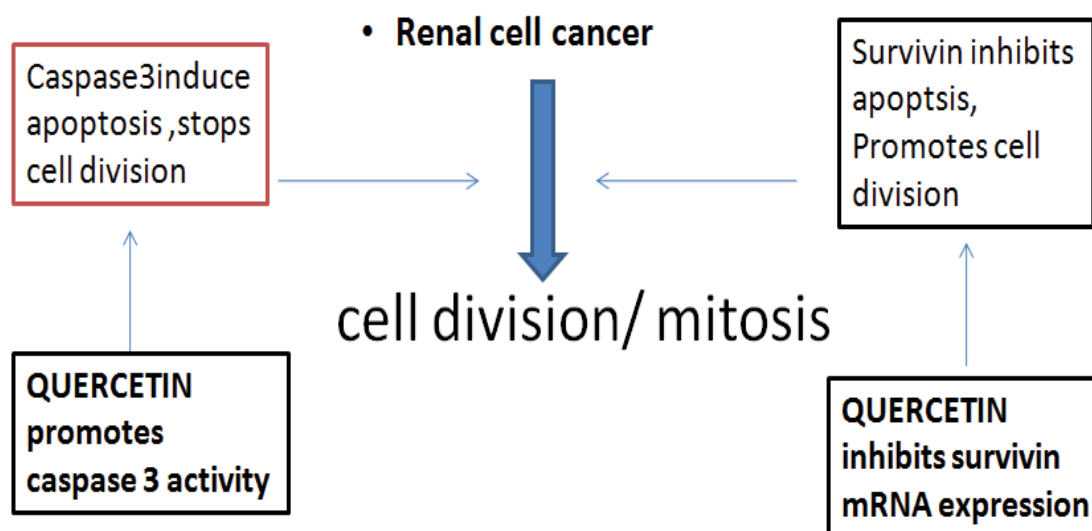 • Renal cell cancer
Caspase3induce
apoptosis ,stops
cell division
Survivin inhibits
apoptsis,
Promotes cell
division
cell division/ mitosis
QUERCETIN
promotes
caspase 3 activity
QUERCETIN
inhibits survivin
mRNA expression